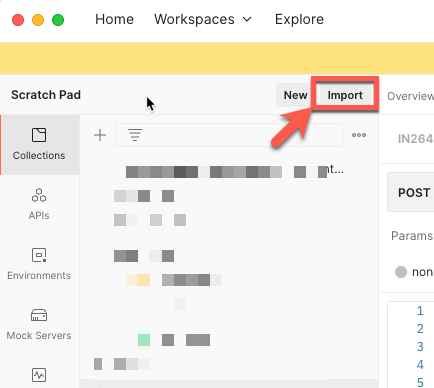 Home Workspaces Explore
Scratch Pad New Import Overview
Collections
IN264
nt...
APIs
POST
Params
Environments
non
Mock Servers
1
2
3
4
5